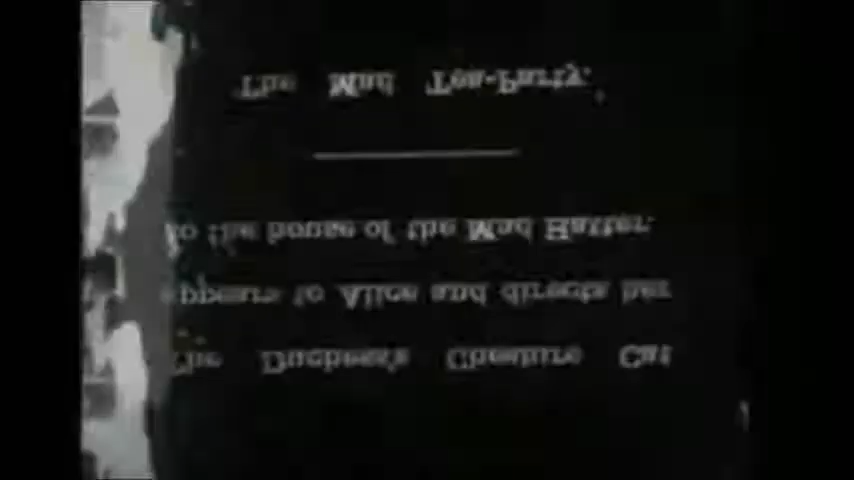 The Duchess's Cheshire Cat
appears to Alice and directs her
to the house of the Mad Hatter.
The Mad Tea-Party.